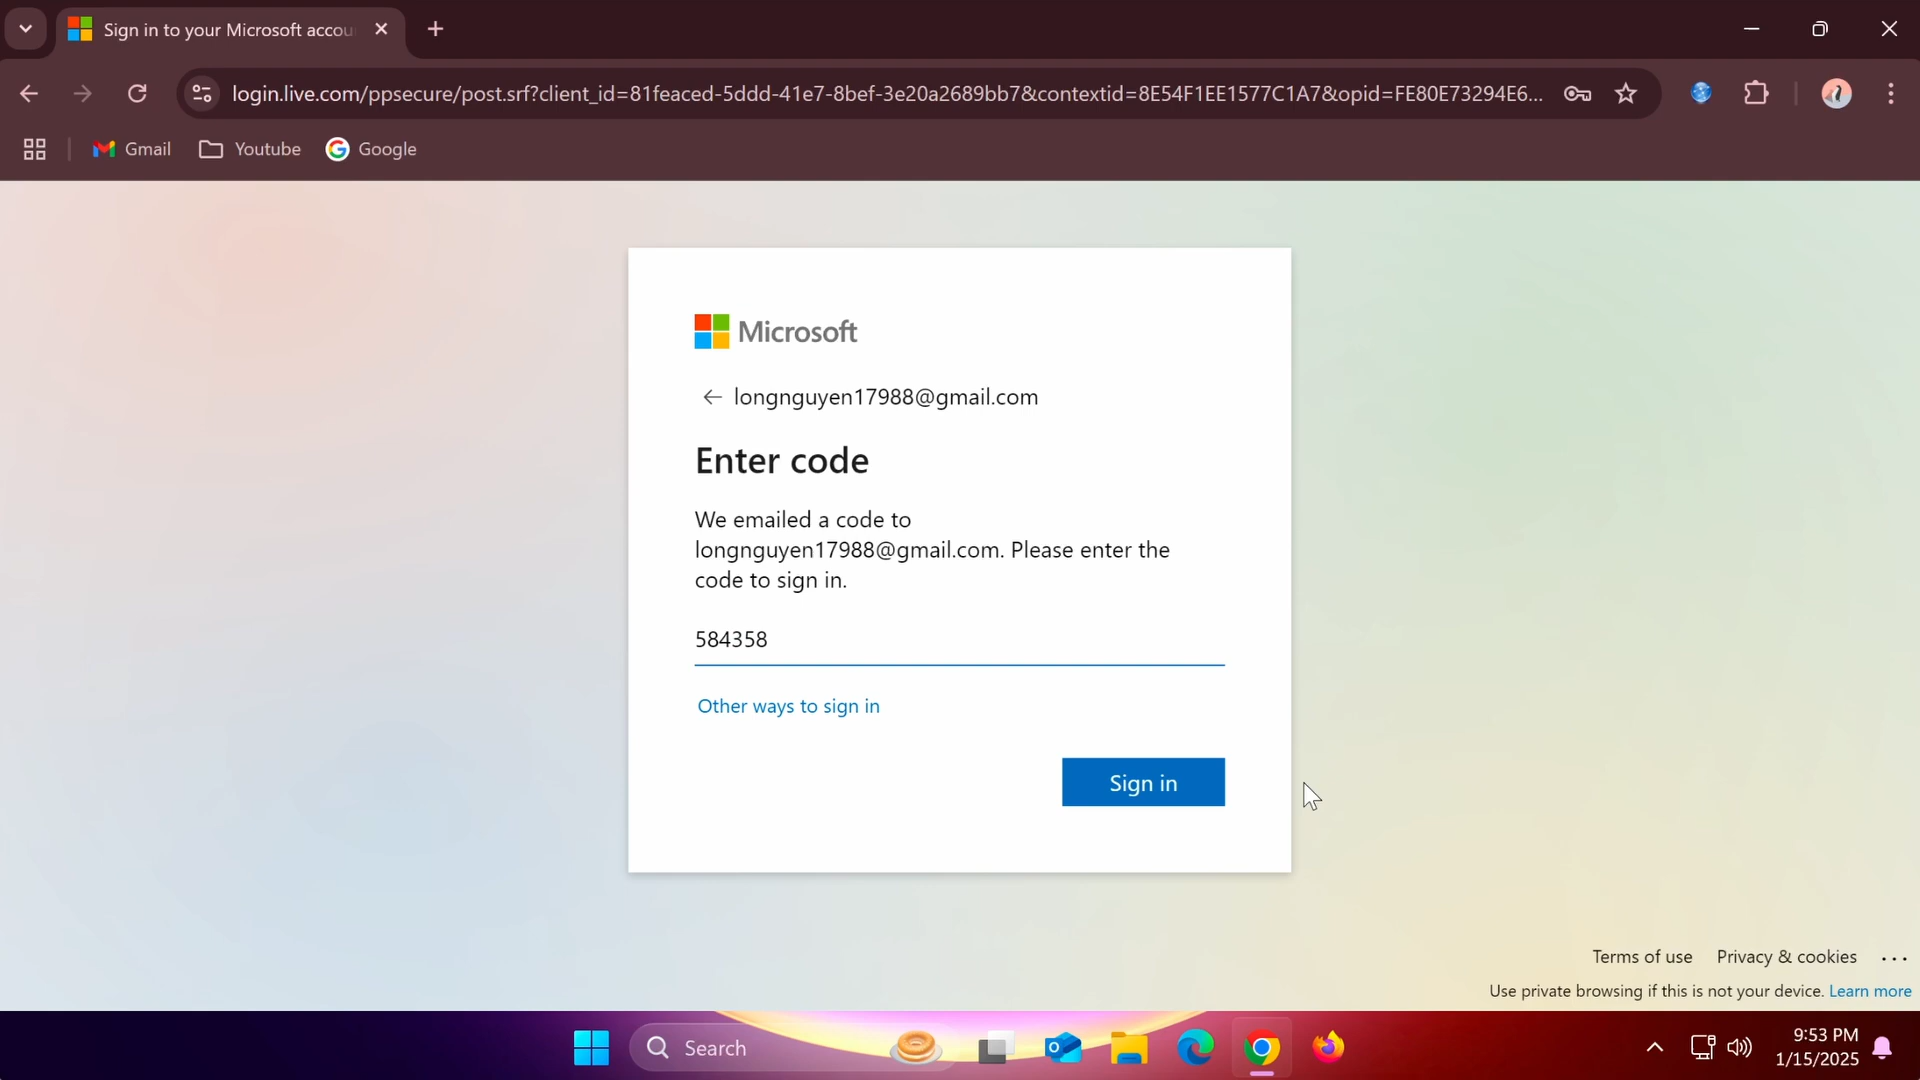 Sign in to your Microsoft accou
login.live.com/ppsecure/post.srf?client_id=81feaced-5ddd-41e7-8bef-3e20a2689bb7&contextid=8E54F1EE1577C1A7&opid=FE80E73294E6...
Gmail
Youtube
Google
Microsoft
longnguyen17988@gmail.com
Enter code
We emailed a code to
longnguyen17988@gmail.com. Please enter the
code to sign in.
584358
Other ways to sign in
Sign in
Terms of use Privacy & cookies ...
Use private browsing if this is not your device. Learn more
Search
9:53 PM
1/15/2025